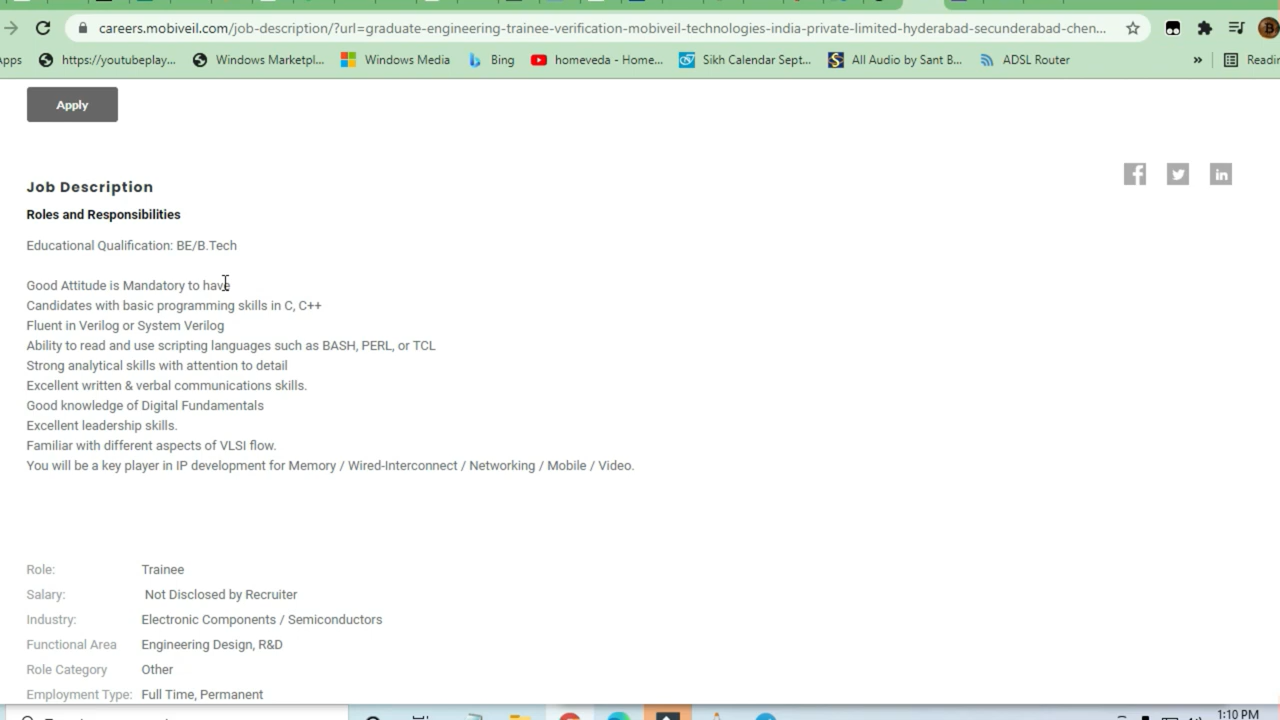 careers.mobiveil.com/job-description/?url=graduate-engineering-trainee-verification-mobiveil-technologies-india-private-limited-hyderabad-secunderabad-chen...
pps https://youtubeplay... Windows Marketpl... Windows Media Bing homeveda - Home... Sikh Calendar Sept... All Audio by Sant B... ADSL Router » Readin
Apply
Job Description
Roles and Responsibilities
Educational Qualification: BE/B.Tech
Good Attitude is Mandatory to have
Candidates with basic programming skills in C, C++
Fluent in Verilog or System Verilog
Ability to read and use scripting languages such as BASH, PERL, or TCL
Strong analytical skills with attention to detail
Excellent written & verbal communications skills.
Good knowledge of Digital Fundamentals
Excellent leadership skills.
Familiar with different aspects of VLSI flow.
You will be a key player in IP development for Memory / Wired-Interconnect / Networking / Mobile / Video.
Role: Trainee
Salary: Not Disclosed by Recruiter
Industry: Electronic Components / Semiconductors
Functional Area Engineering Design, R&D
Role Category Other
Employment Type: Full Time, Permanent
1:10 PM